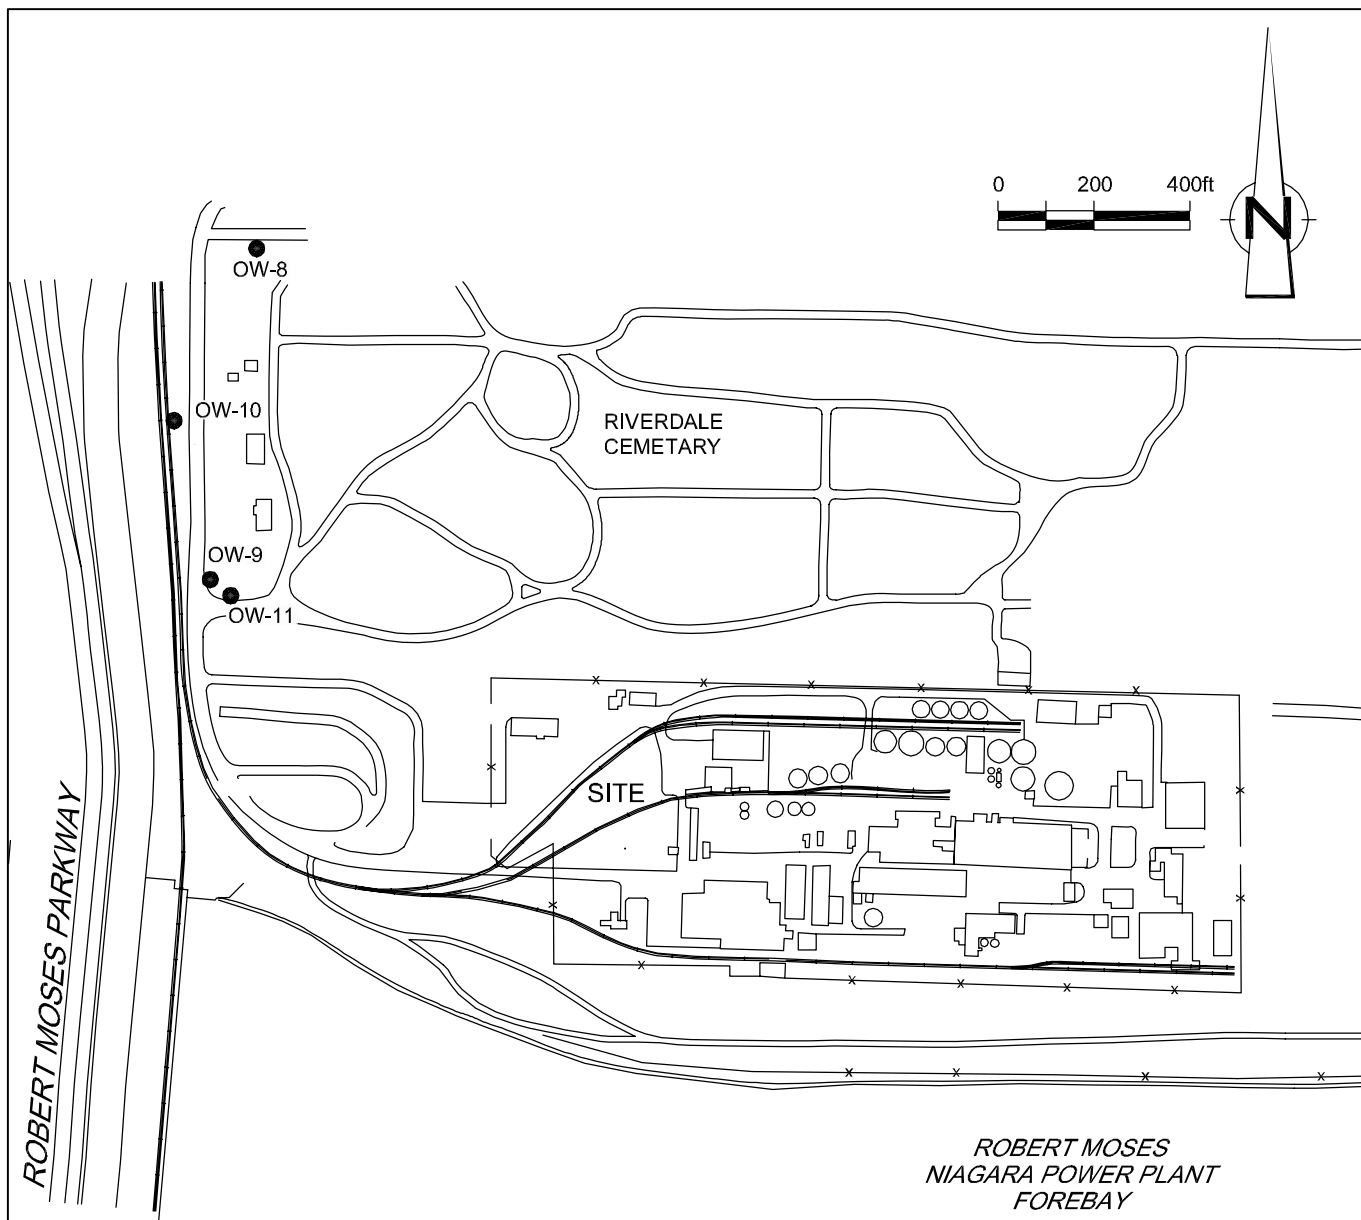 0 200 400ft
N
OW-8
OW-10
RIVERDALE
CEMETARY
OW-9
OW-11
SITE
ROBERT MOSES PARKWAY
ROBERT MOSES
NIAGARA POWER PLANT
FOREBAY